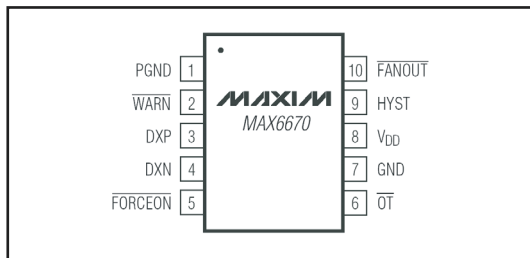 PGND 1
WARN 2
DXP 3
DXN 4
FORCEON 5
MAXIM
MAX6670
10 FANOUT
9 HYST
8 VDD
7 GND
6 OT